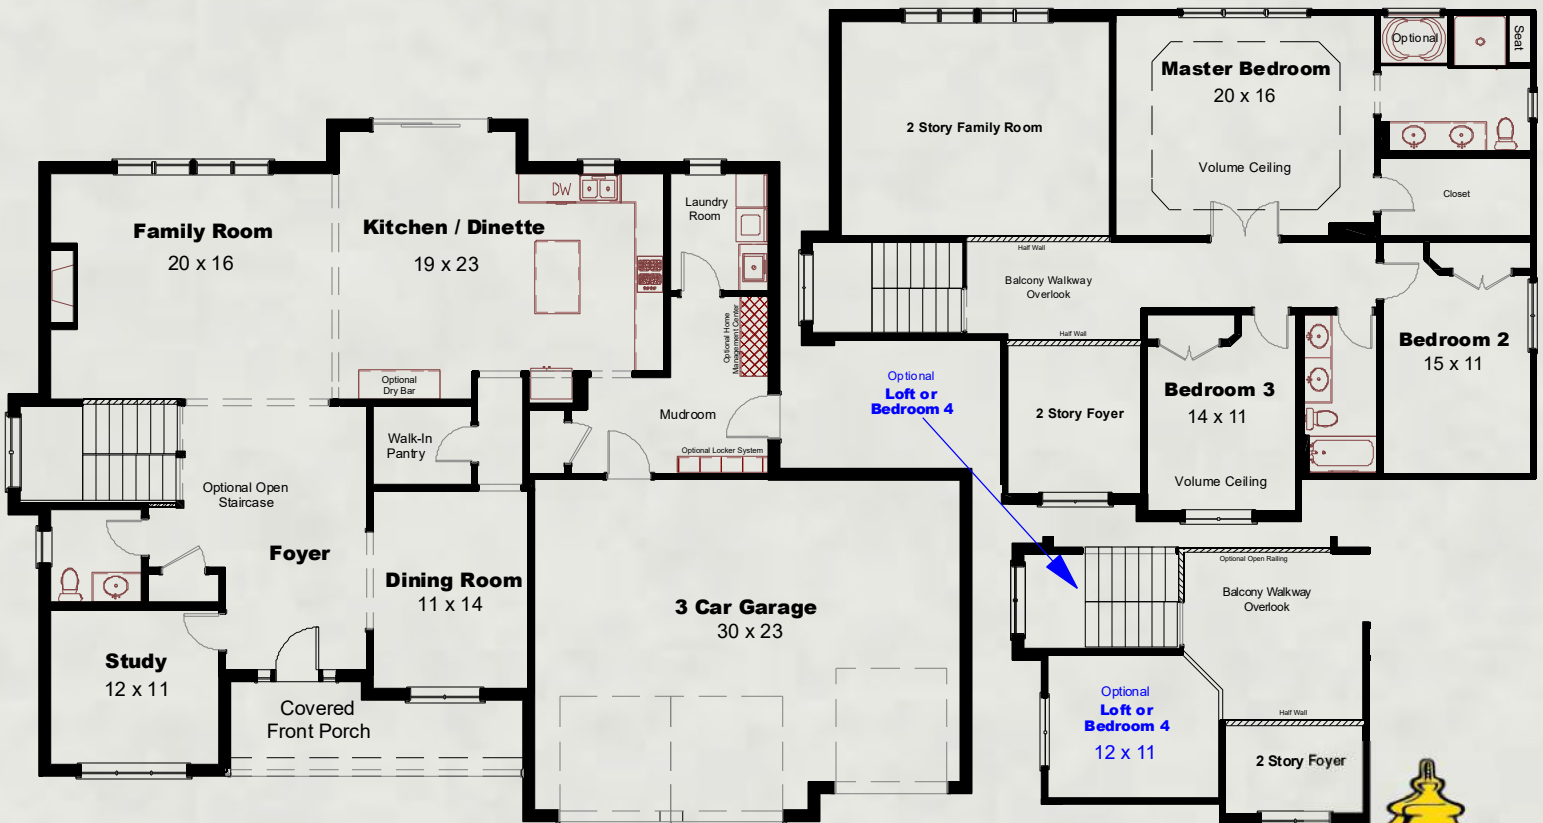 Family Room
20 x 16
Kitchen / Dinette
19 x 23
DW
Laundry
Room
Optional Home
Management Center
Optional
Dry Bar
Walk-In
Pantry
Mudroom
Optional Locker System
Optional Open
Staircase
Foyer
Dining Room
11 x 14
3 Car Garage
30 x 23
Study
12 x 11
Covered
Front Porch
2 Story Family Room
Master Bedroom
20 x 16
Volume Ceiling
Optional
Seat
Closet
Half Wall
Balcony Walkway
Overlook
Half Wall
Bedroom 2
15 x 11
Bedroom 3
14 x 11
Volume Ceiling
2 Story Foyer
Optional
Loft or
Bedroom 4
Optional Open Railing
Balcony Walkway
Overlook
Optional
Loft or
Bedroom 4
12 x 11
Half Wall
2 Story Foyer